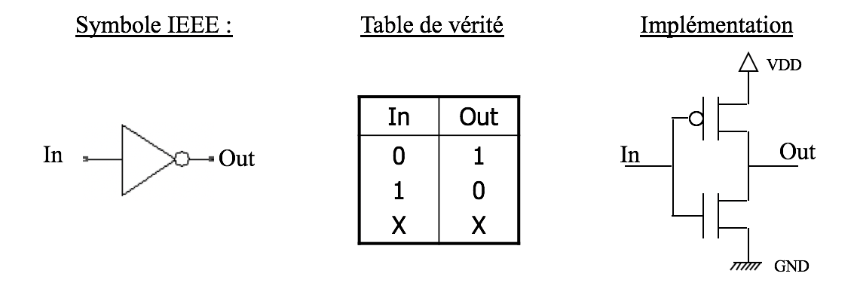 Symbole IEEE : Table de vérité Implémentation
VDD
In Out
In Out
0 1
1 0
X X
In Out
GND